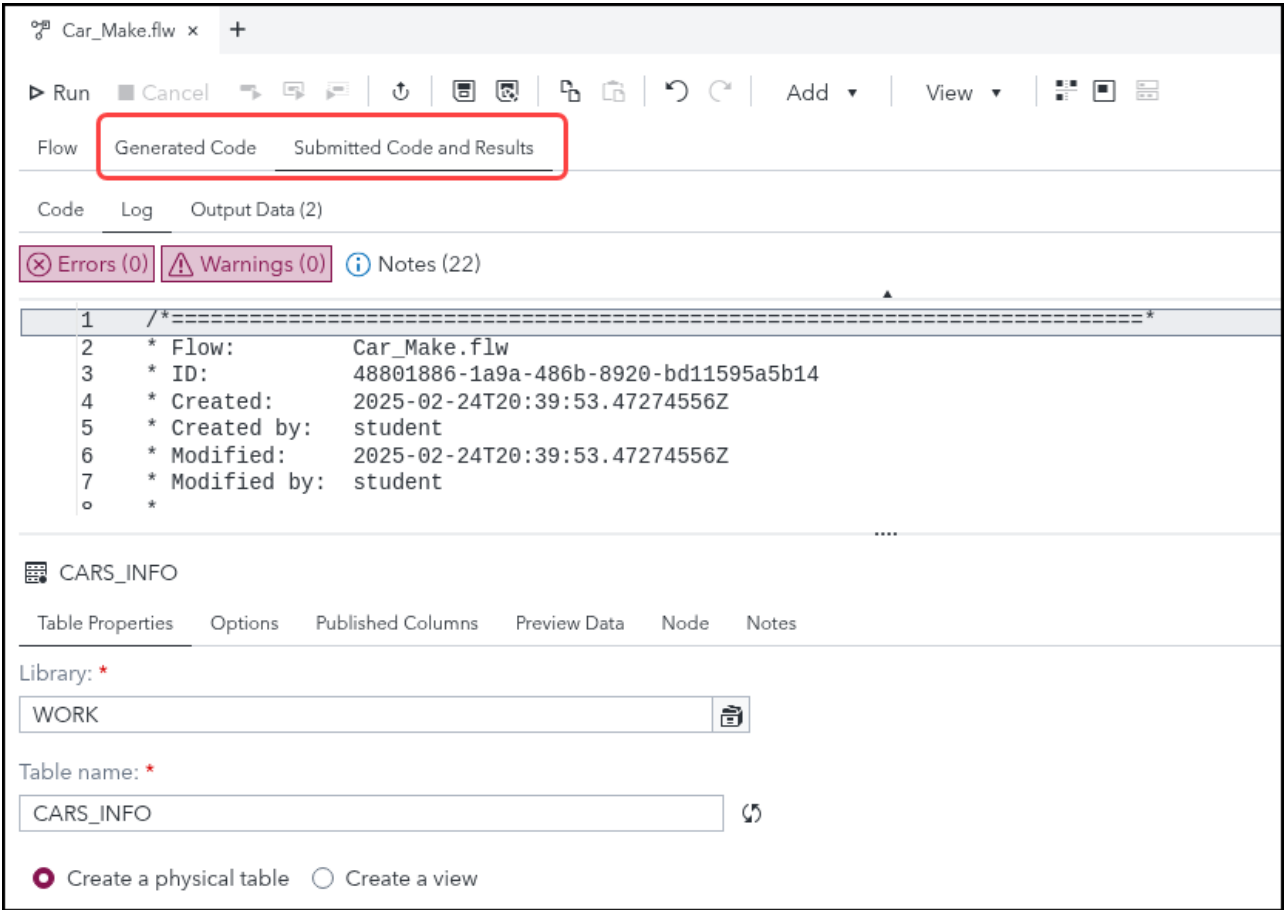 Car_Make.flw × +
Run Cancel Add ▼ View ▼
Flow Generated Code Submitted Code and Results
Code Log Output Data (2)
Errors (0) Warnings (0) Notes (22)
1 /*===========================================================================*
2 * Flow: Car_Make.flw
3 * ID: 48801886-1a9a-486b-8920-bd11595a5b14
4 * Created: 2025-02-24T20:39:53.47274556Z
5 * Created by: student
6 * Modified: 2025-02-24T20:39:53.47274556Z
7 * Modified by: student
*
CARS_INFO
Table Properties Options Published Columns Preview Data Node Notes
Library: *
WORK
Table name: *
CARS_INFO
Create a physical table Create a view